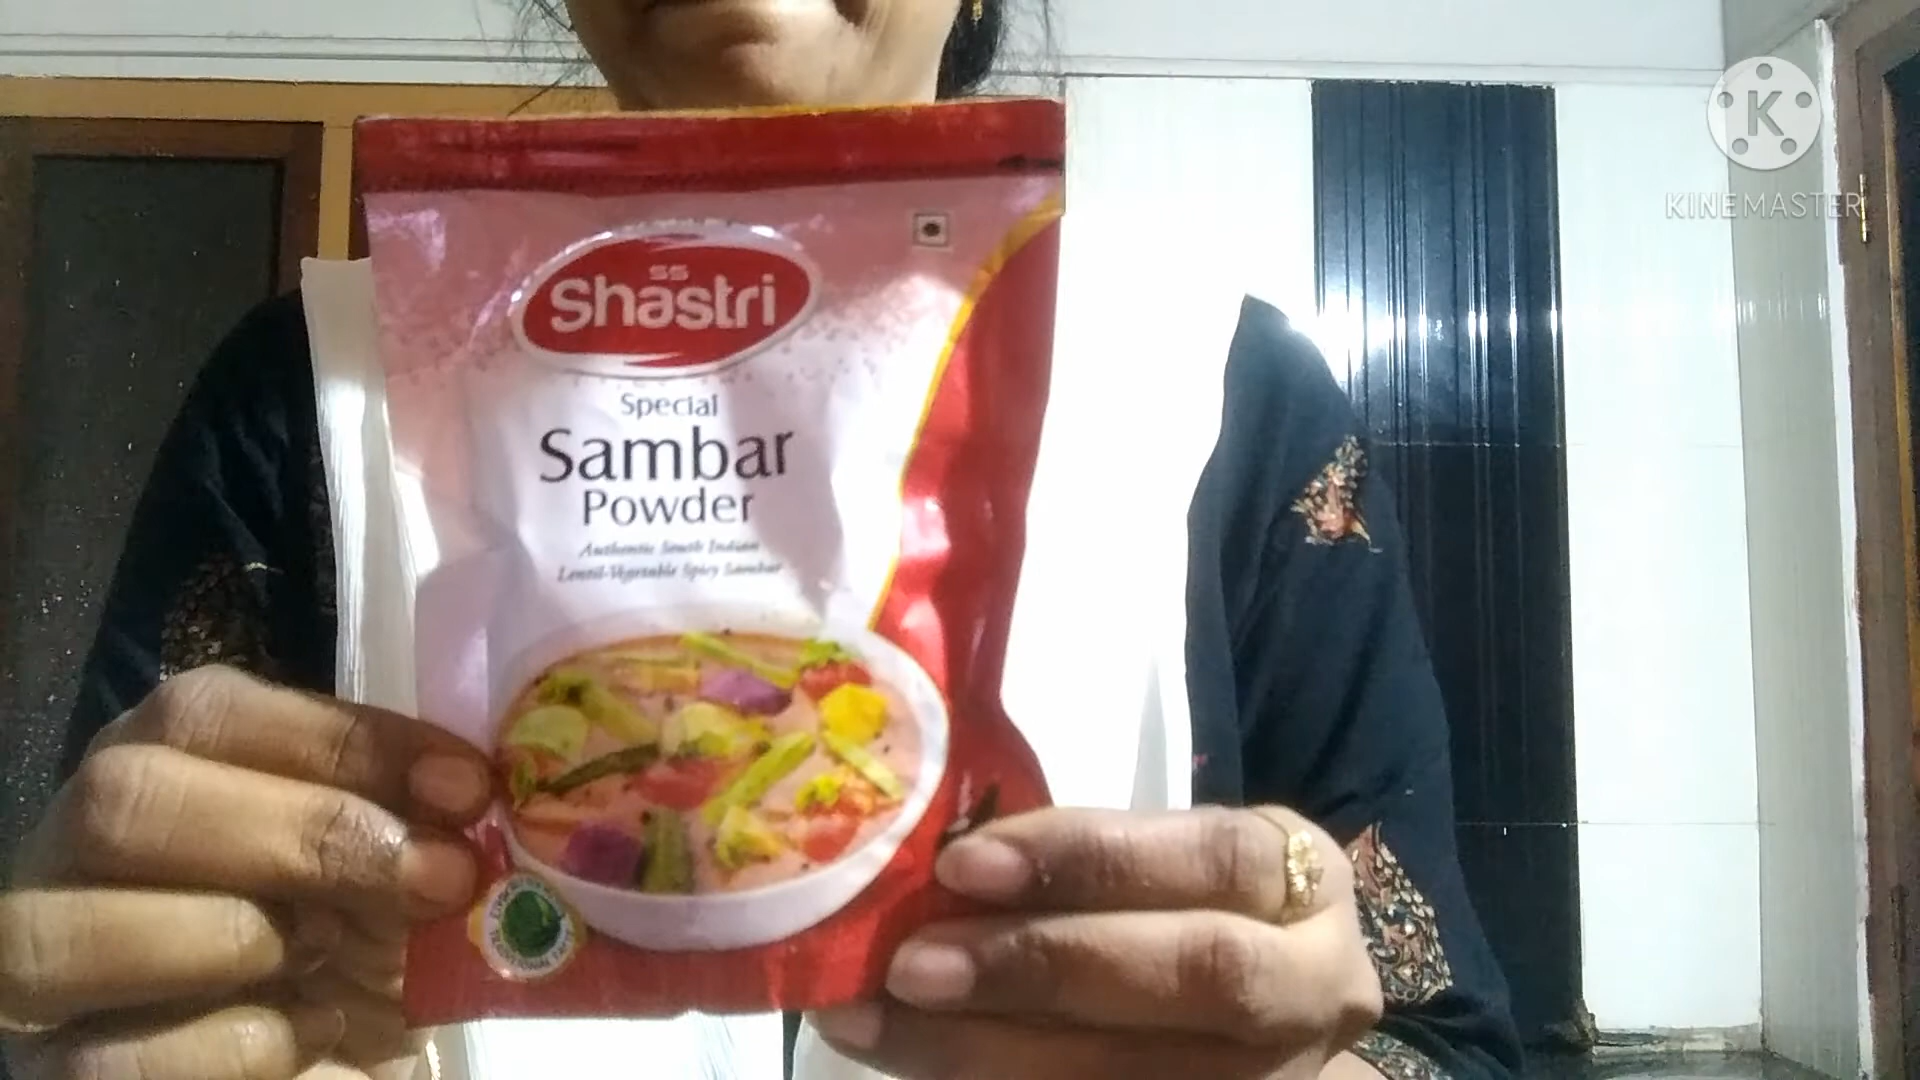 K
KINEMASTER
SS
Shastri
Special
Sambar
Powder
Authentic South Indian
Lentil-Vegetable Spicy Sambar